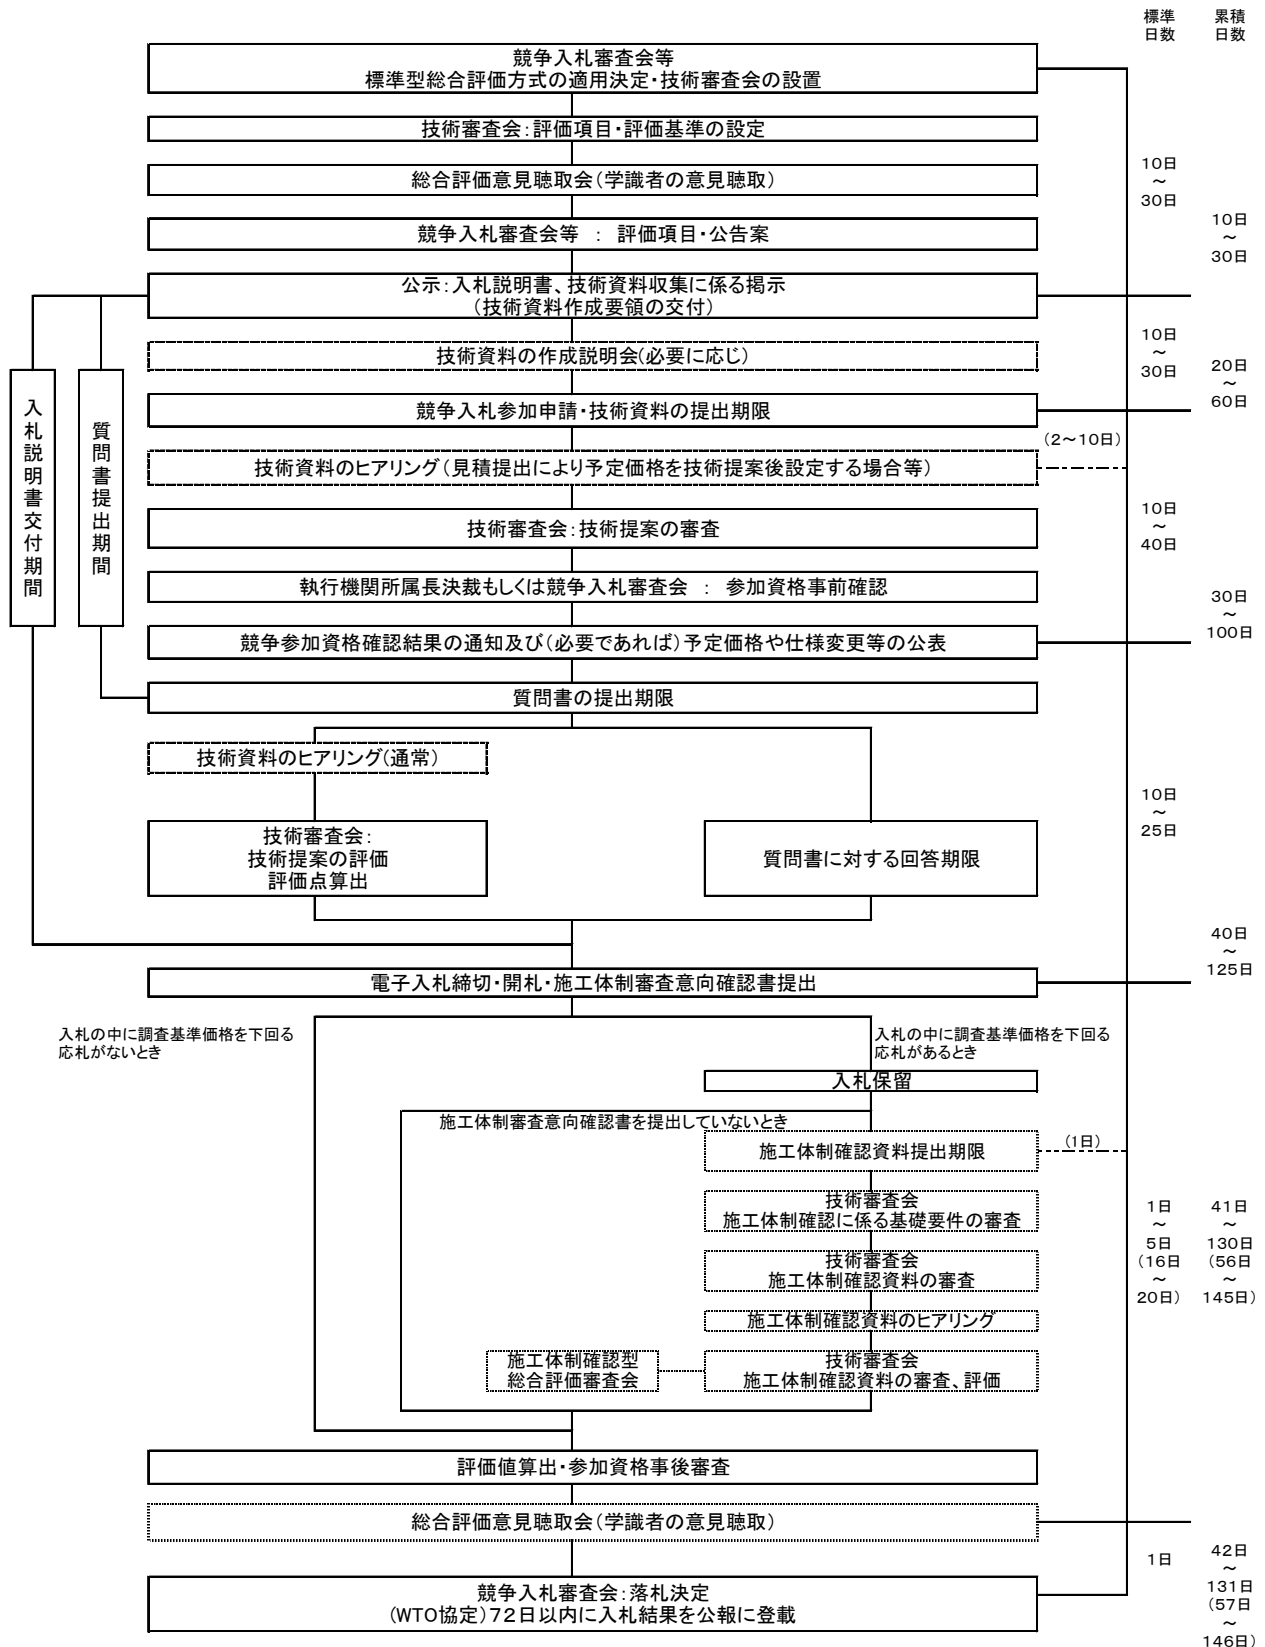 標準
日数
累積
日数
競争入札審査会等
標準型総合評価方式の適用決定・技術審査会の設置
技術審査会：評価項目・評価基準の設定
総合評価意見聴取会（学識者の意見聴取）
10日
～
30日
競争入札審査会等　：　評価項目・公告案
10日
～
30日
公示：入札説明書、技術資料収集に係る掲示
（技術資料作成要領の交付）
技術資料の作成説明会（必要に応じ）
10日
～
30日
20日
～
60日
入札説明書交付期間
質問書提出期間
競争入札参加申請・技術資料の提出期限
（2～10日）
技術資料のヒアリング（見積提出により予定価格を技術提案後設定する場合等）
技術審査会：技術提案の審査
10日
～
40日
執行機関所属長決裁もしくは競争入札審査会　：　参加資格事前確認
30日
～
100日
競争参加資格確認結果の通知及び（必要であれば）予定価格や仕様変更等の公表
質問書の提出期限
技術資料のヒアリング（通常）
10日
～
25日
技術審査会：
技術提案の評価
評価点算出
質問書に対する回答期限
40日
～
125日
電子入札締切・開札・施工体制審査意向確認書提出
入札の中に調査基準価格を下回る
応札がないとき
入札の中に調査基準価格を下回る
応札があるとき
入札保留
施工体制審査意向確認書を提出していないとき
施工体制確認資料提出期限
（1日）
技術審査会
施工体制確認に係る基礎要件の審査
1日
～
5日
（16日
～
20日）
41日
～
130日
（56日
～
145日）
技術審査会
施工体制確認資料の審査
施工体制確認資料のヒアリング
施工体制確認型
総合評価審査会
技術審査会
施工体制確認資料の審査、評価
評価値算出・参加資格事後審査
総合評価意見聴取会（学識者の意見聴取）
1日
42日
～
131日
（57日
～
146日）
競争入札審査会：落札決定
（WTO協定）72日以内に入札結果を公報に登載